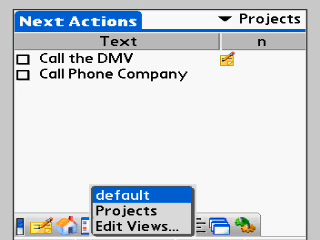 Next Actions
Projects
Text n
Call the DMV
Call Phone Company
default
Projects
Edit Views...